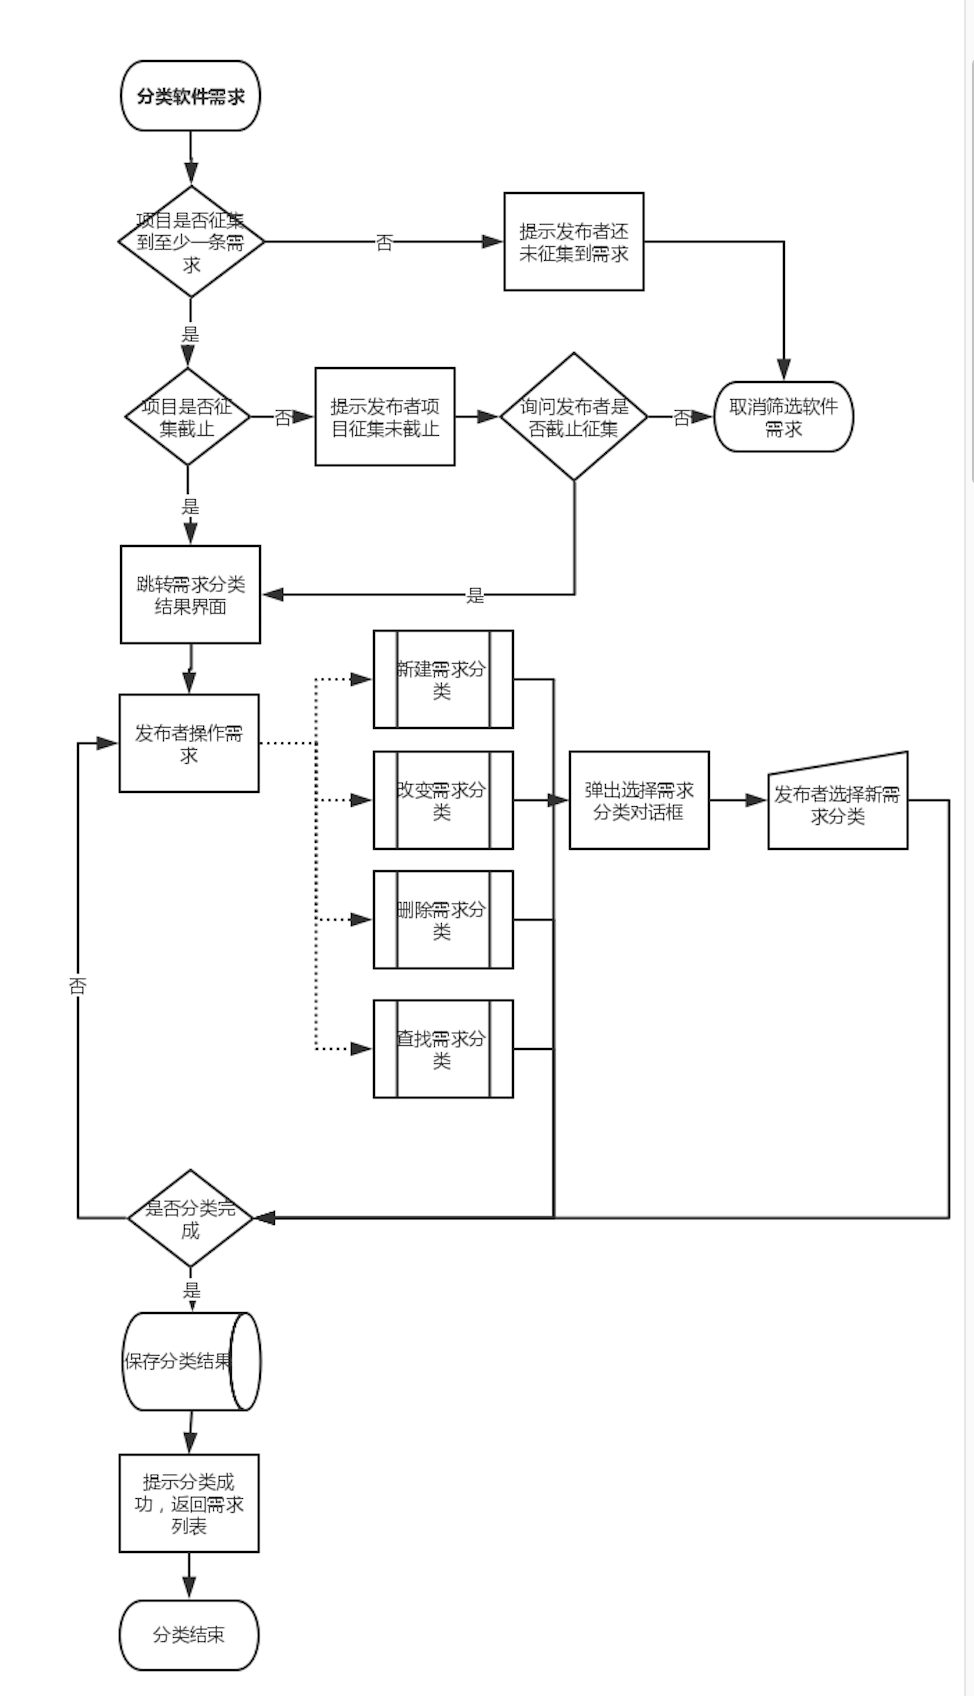 分类软件需求
项目是否征集
到至少一条需
求
否
提示发布者还
未征集到需求
是
项目是否征
集截止
否
提示发布者项
目征集未截止
询问发布者是
否截止征集
否
取消筛选软件
需求
是
跳转需求分类
结果界面
是
新建需求分
类
发布者操作需
求
改变需求分
类
弹出选择需求
分类对话框
发布者选择新需
求分类
删除需求分
类
否
查找需求分
类
是否分类完
成
是
保存分类结果
提示分类成
功，返回需求
列表
分类结束